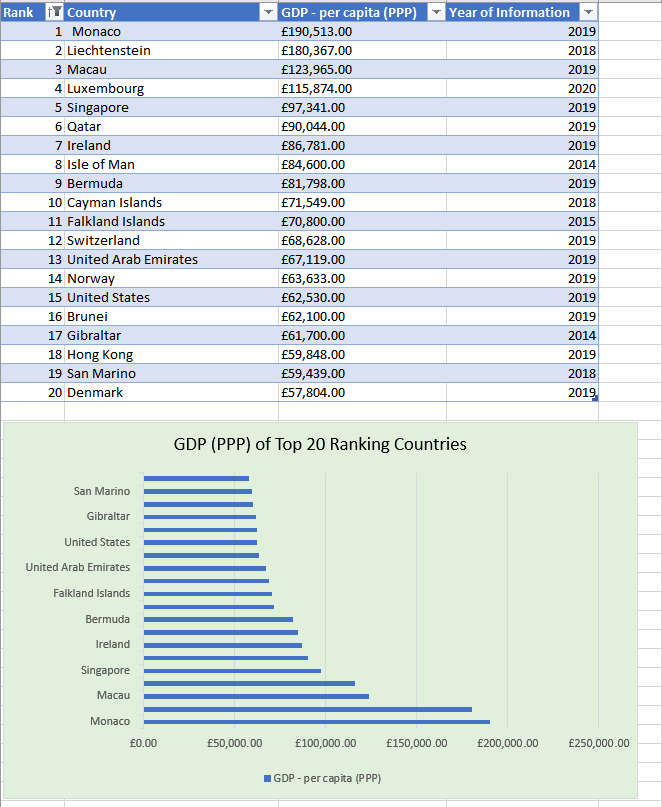 Rank Country GDP - per capita (PPP) Year of Information
1 Monaco £190,513.00 2019
2 Liechtenstein £180,367.00 2018
3 Macau £123,965.00 2019
4 Luxembourg £115,874.00 2020
5 Singapore £97,341.00 2019
6 Qatar £90,044.00 2019
7 Ireland £86,781.00 2019
8 Isle of Man £84,600.00 2014
9 Bermuda £81,798.00 2019
10 Cayman Islands £71,549.00 2018
11 Falkland Islands £70,800.00 2015
12 Switzerland £68,628.00 2019
13 United Arab Emirates £67,119.00 2019
14 Norway £63,633.00 2019
15 United States £62,530.00 2019
16 Brunei £62,100.00 2019
17 Gibraltar £61,700.00 2014
18 Hong Kong £59,848.00 2019
19 San Marino £59,439.00 2018
20 Denmark £57,804.00 2019
GDP (PPP) of Top 20 Ranking Countries
San Marino
Gibraltar
United States
United Arab Emirates
Falkland Islands
Bermuda
Ireland
Singapore
Macau
Monaco
£0.00 £50,000.00 £100,000.00 £150,000.00 £200,000.00 £250,000.00
GDP - per capita (PPP)